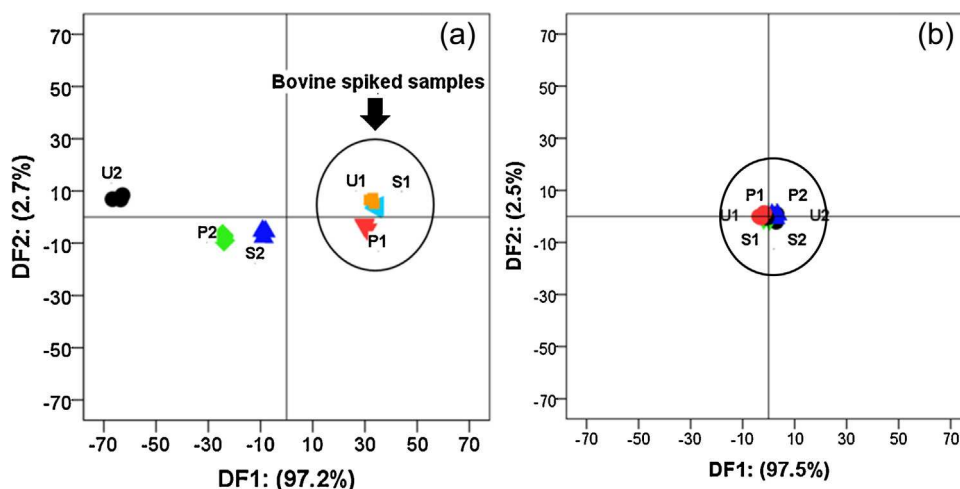 (a)
Bovine spiked samples
70
50
30
10
-10
-30
-50
-70
DF2: (2.7%)
U2
P2
S2
U1
S1
P1
-70
-50
-30
-10
10
30
50
70
DF1: (97.2%)
(b)
70
50
30
10
-10
-30
-50
-70
DF2: (2.5%)
P1
P2
U1
U2
S1
S2
-70
-50
-30
-10
10
30
50
70
DF1: (97.5%)